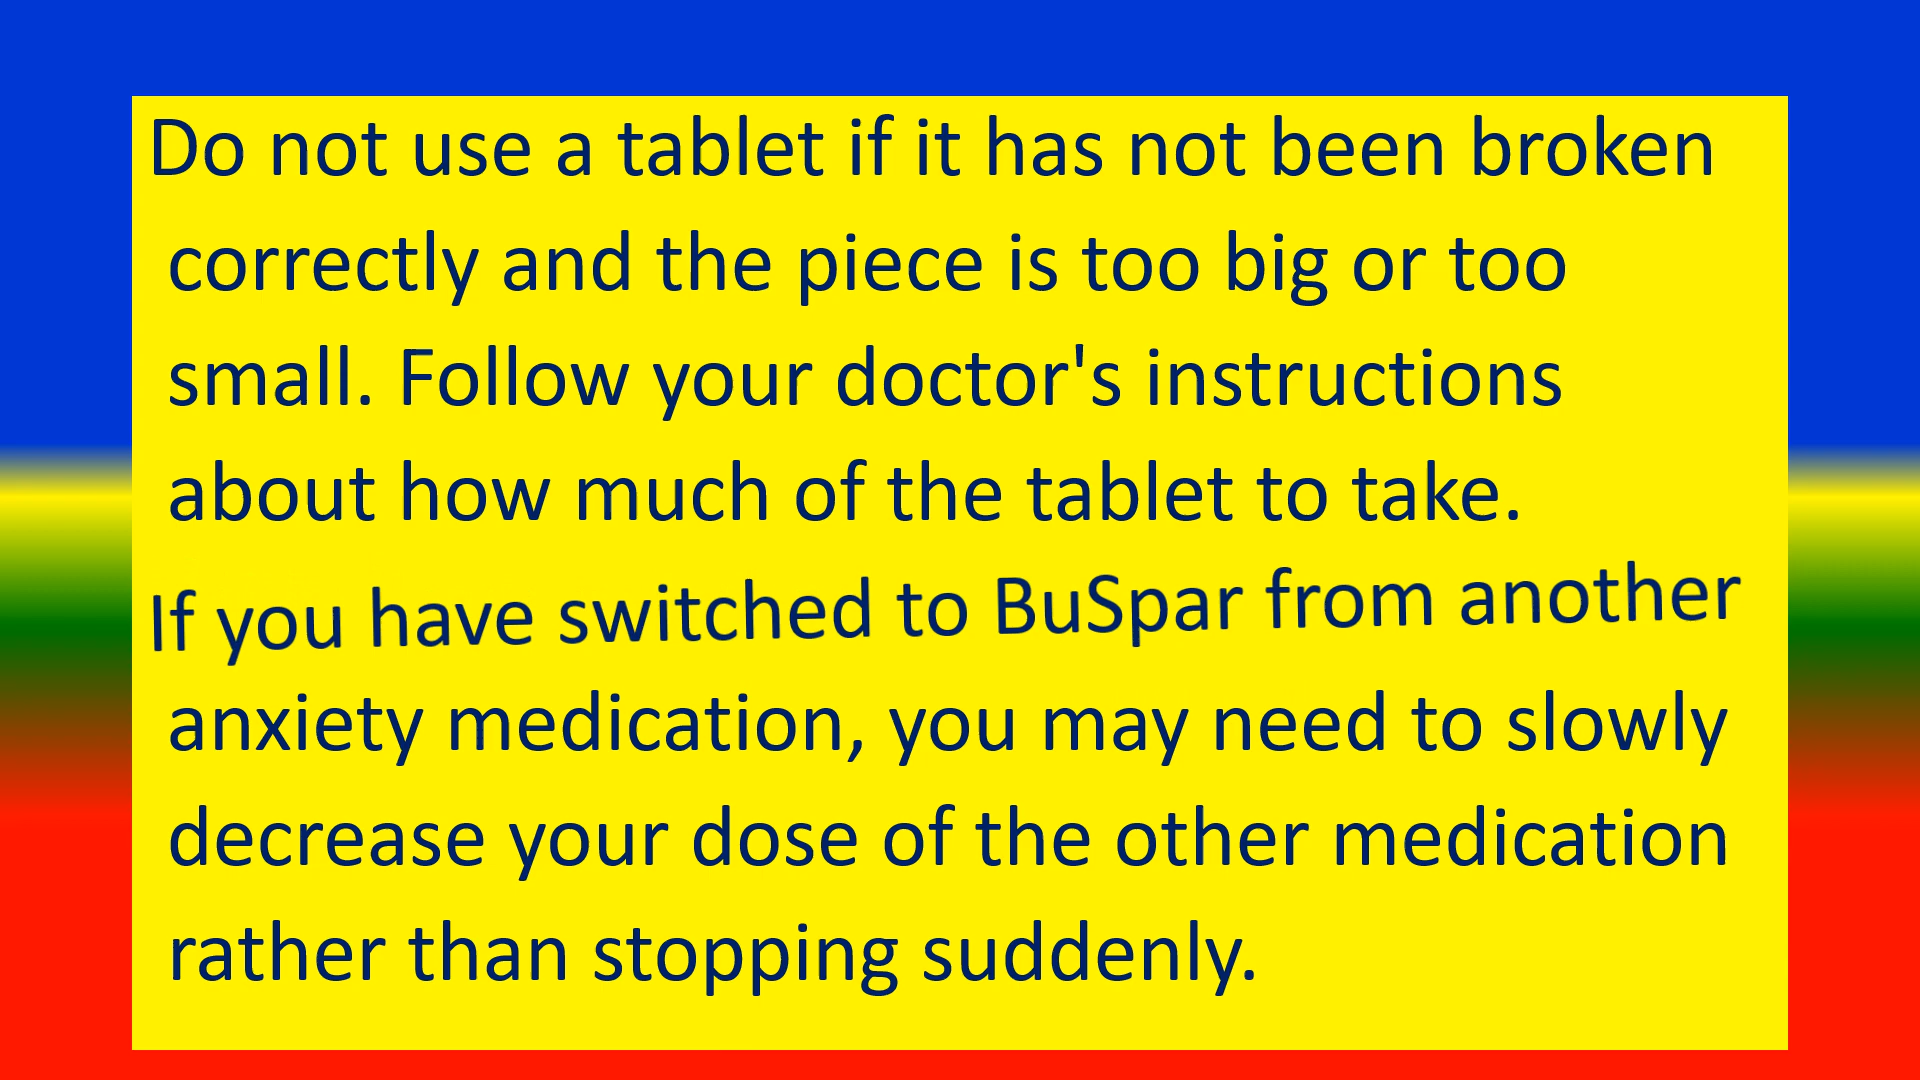 Do not use a tablet if it has not been broken
correctly and the piece is too big or too
small. Follow your doctor's instructions
about how much of the tablet to take.
If you have switched to BuSpar from another
anxiety medication, you may need to slowly
decrease your dose of the other medication
rather than stopping suddenly.